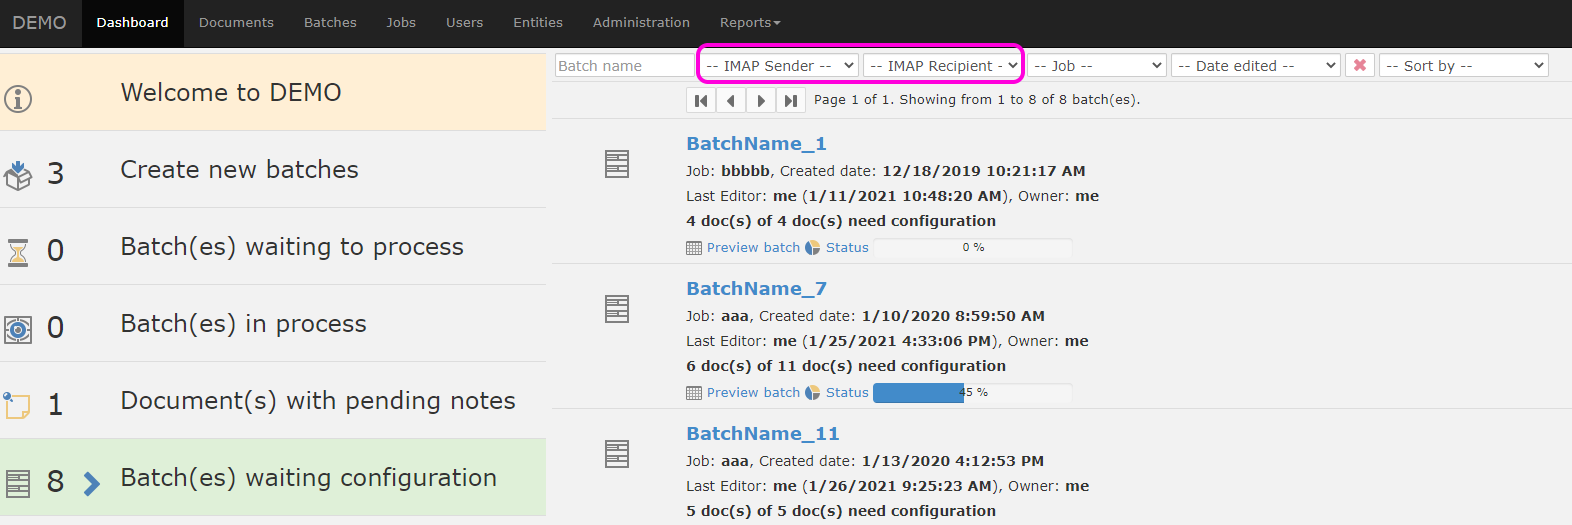 DEMO Dashboard Documents Batches Jobs Users Entities Administration Reports
Welcome to DEMO
3 Create new batches
0 Batch(es) waiting to process
0 Batch(es) in process
1 Document(s) with pending notes
8 Batch(es) waiting configuration
Batch name -- IMAP Sender -- -- IMAP Recipient - -- Job -- -- Date edited -- -- Sort by --
Page 1 of 1. Showing from 1 to 8 of 8 batch(es).
BatchName_1
Job: bbbbb, Created date: 12/18/2019 10:21:17 AM
Last Editor: me (1/11/2021 10:48:20 AM), Owner: me
4 doc(s) of 4 doc(s) need configuration
Preview batch Status 0 %
BatchName_7
Job: aaa, Created date: 1/10/2020 8:59:50 AM
Last Editor: me (1/25/2021 4:33:06 PM), Owner: me
6 doc(s) of 11 doc(s) need configuration
Preview batch Status 45 %
BatchName_11
Job: aaa, Created date: 1/13/2020 4:12:53 PM
Last Editor: me (1/26/2021 9:25:23 AM), Owner: me
5 doc(s) of 5 doc(s) need configuration